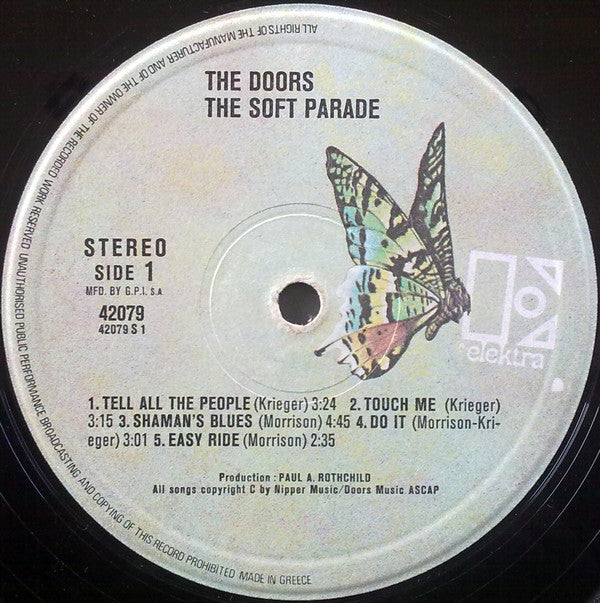 THE DOORS
THE SOFT PARADE
STEREO
SIDE 1
MFD. BY G.P.I. S.A
42079
42079 S 1
elektra
1. TELL ALL THE PEOPLE (Krieger) 3:24 2. TOUCH ME (Krieger)
3:15 3. SHAMAN'S BLUES (Morrison) 4:45 4. DO IT (Morrison-Kri-
eger) 3:01 5. EASY RIDE (Morrison) 2:35
Production : PAUL A. ROTHCHILD
All songs copyright C by Nipper Music/Doors Music ASCAP
ALL RIGHTS OF THE MANUFACTURER AND OF THE OWNER OF THE RECORDED WORK RESERVED UNAUTHORISED PUBLIC PERFORMANCE BROADCASTING AND COPYING OF THIS RECORD PROHIBITED MADE IN GREECE